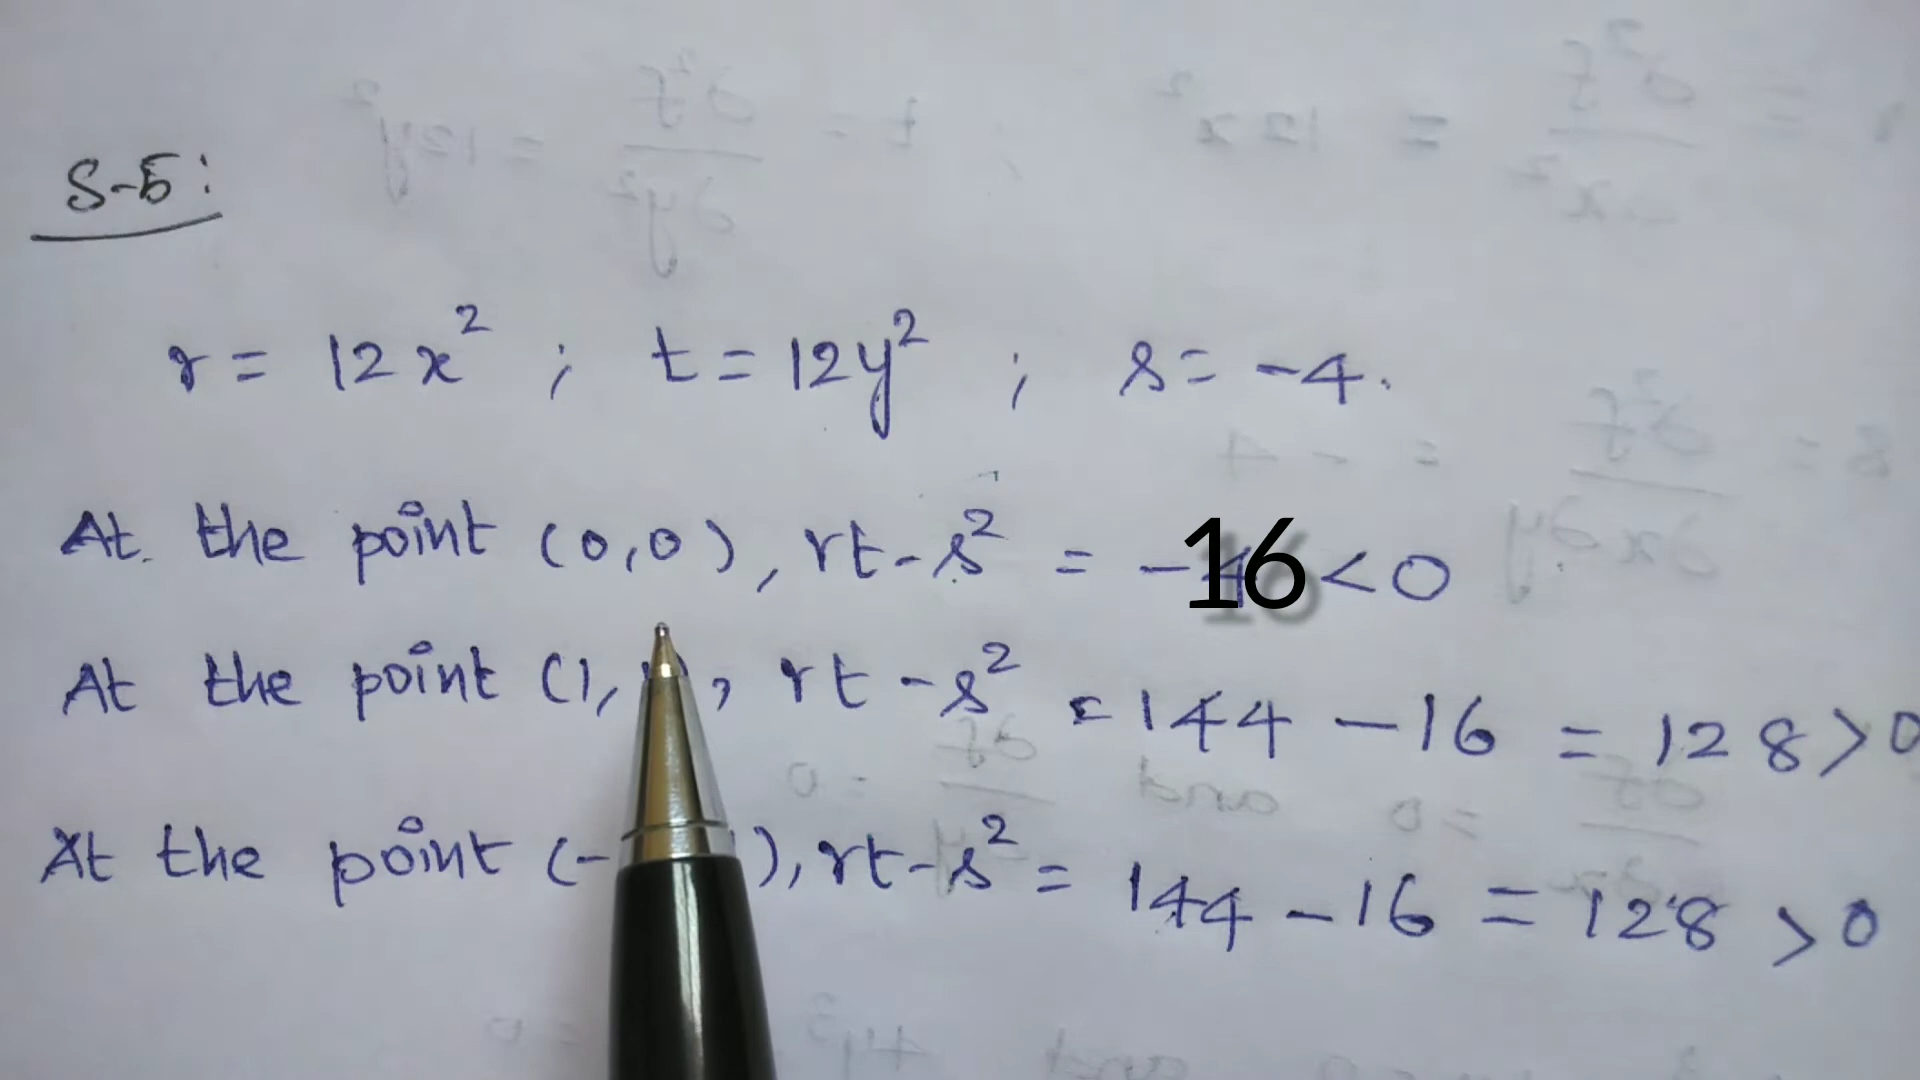 S-5:
r = 12x² ; t = 12y² ; s = -4.
At the point (0,0), rt-s² = -16 <0
At the point (1, , rt-s² = 144 - 16 = 128>0
At the point (- ), rt-s² = 144 - 16 = 128 > 0